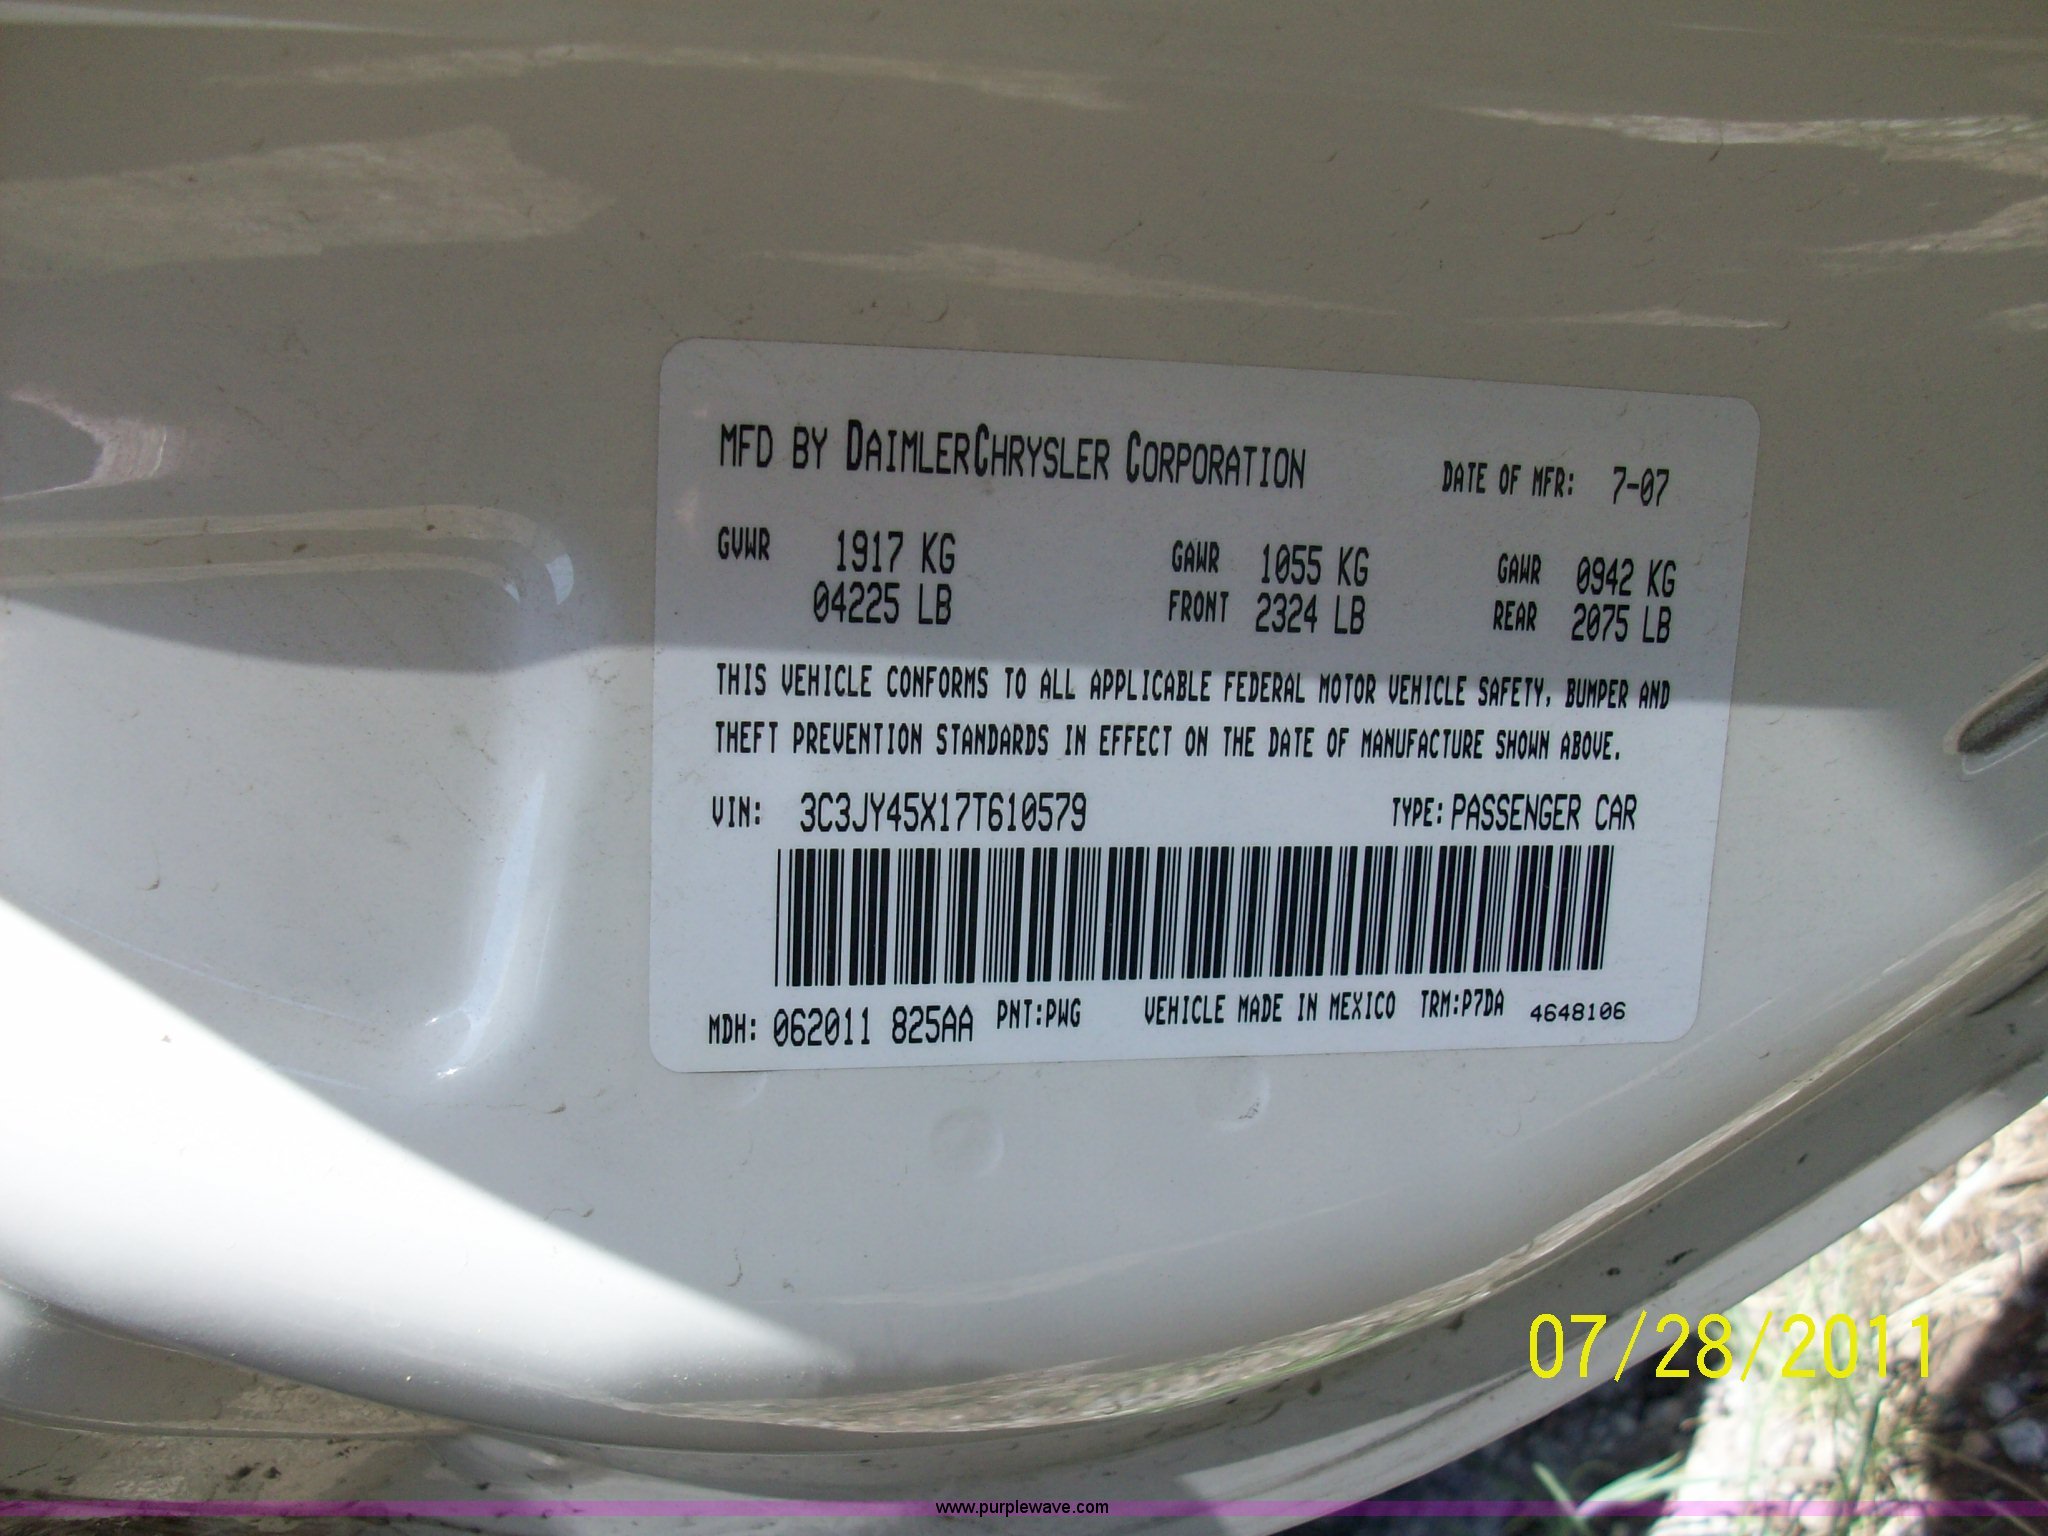 MFD BY DAIMLERCHRYSLER CORPORATION DATE OF MFR: 7-07
GVWR 1917 KG GAWR 1055 KG GAWR 0942 KG
04225 LB FRONT 2324 LB REAR 2075 LB
THIS VEHICLE CONFORMS TO ALL APPLICABLE FEDERAL MOTOR VEHICLE SAFETY, BUMPER AND
THEFT PREVENTION STANDARDS IN EFFECT ON THE DATE OF MANUFACTURE SHOWN ABOVE.
VIN: 3C3JY45X17T610579 TYPE: PASSENGER CAR
MDH: 062011 825AA PNT:PWG VEHICLE MADE IN MEXICO TRM:P7DA 4648106
07/28/2011
www.purplewave.com